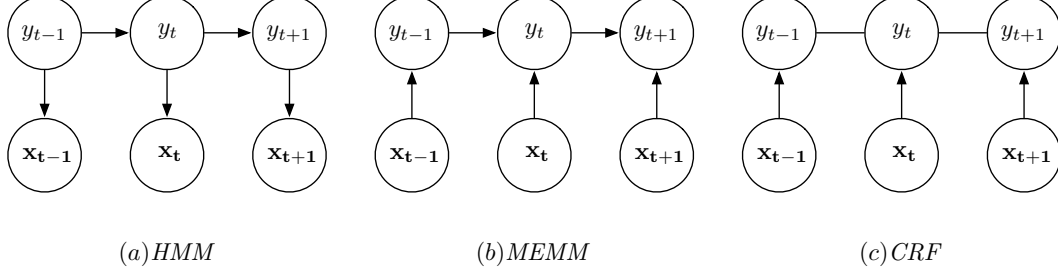 y_{t−1} y_t y_{t+1} y_{t−1} y_t y_{t+1} y_{t−1} y_t y_{t+1}
x_{t−1} x_t x_{t+1} x_{t−1} x_t x_{t+1} x_{t−1} x_t x_{t+1}
(a)HMM (b)MEMM (c)CRF